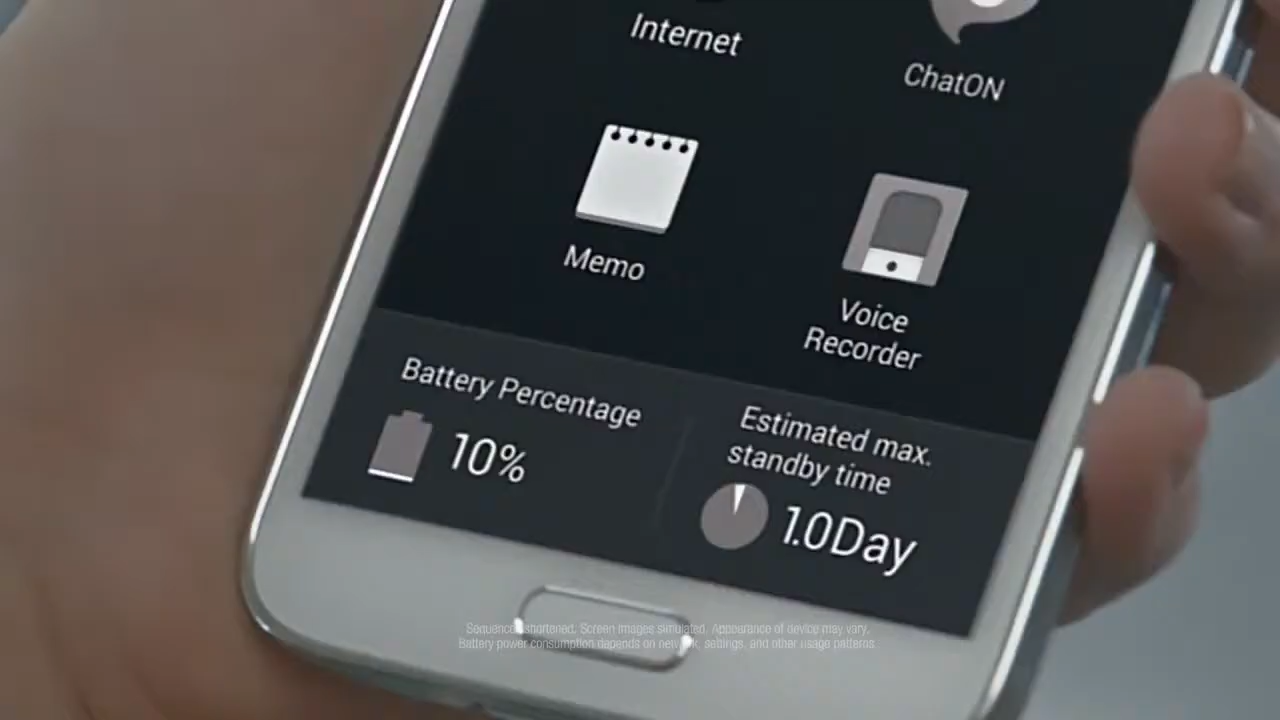 Internet
ChatON
Memo
Voice
Recorder
Battery Percentage
10%
Estimated max.
standby time
1.0Day
Sequence shortened. Screen images simulated. Appearance of device may vary.
Battery power consumption depends on network, settings, and other usage patterns.